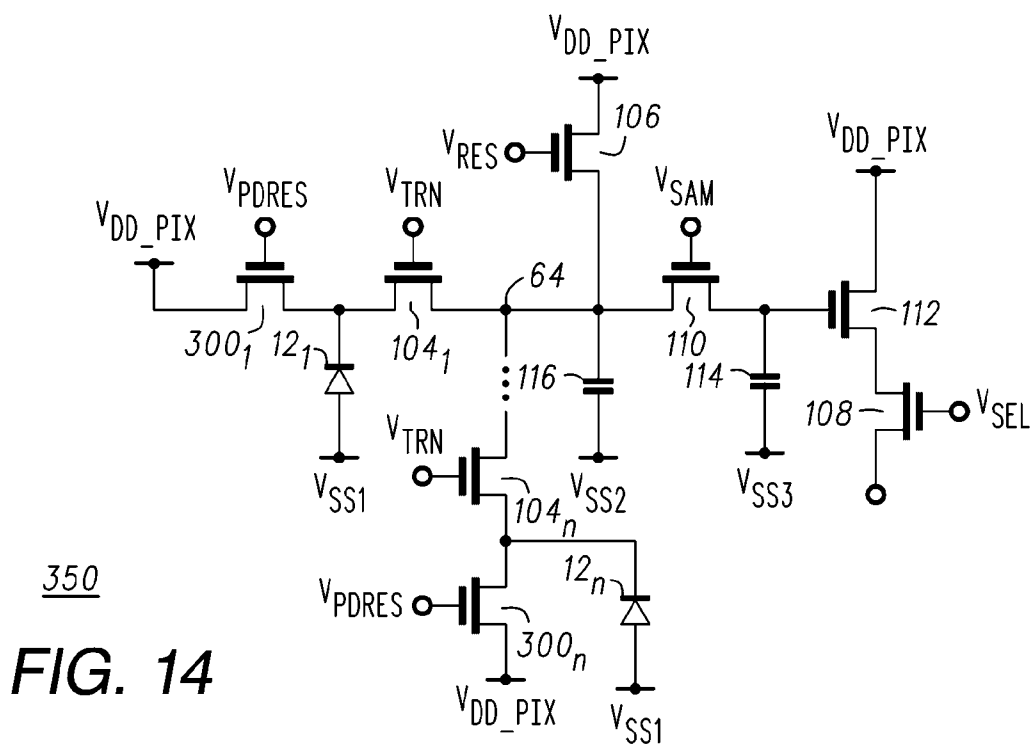 V_DD_PIX
106
V_RES
V_DD_PIX
V_PDRES
V_TRN
V_SAM
V_DD_PIX
64
300_1
12_1
104_1
110
112
116
114
108
V_SEL
V_TRN
V_SS1
V_SS2
V_SS3
104_n
350
V_PDRES
12_n
300_n
FIG. 14
V_DD_PIX
V_SS1